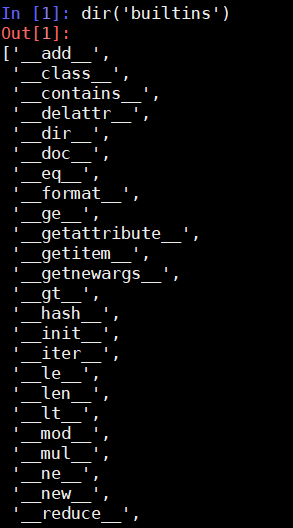 In [1]: dir('builtins')
Out[1]:
['__add__',
'__class__',
'__contains__',
'__delattr__',
'__dir__',
'__doc__',
'__eq__',
'__format__',
'__ge__',
'__getattribute__',
'__getitem__',
'__getnewargs__',
'__gt__',
'__hash__',
'__init__',
'__iter__',
'__le__',
'__len__',
'__lt__',
'__mod__',
'__mul__',
'__ne__',
'__new__',
'__reduce__',